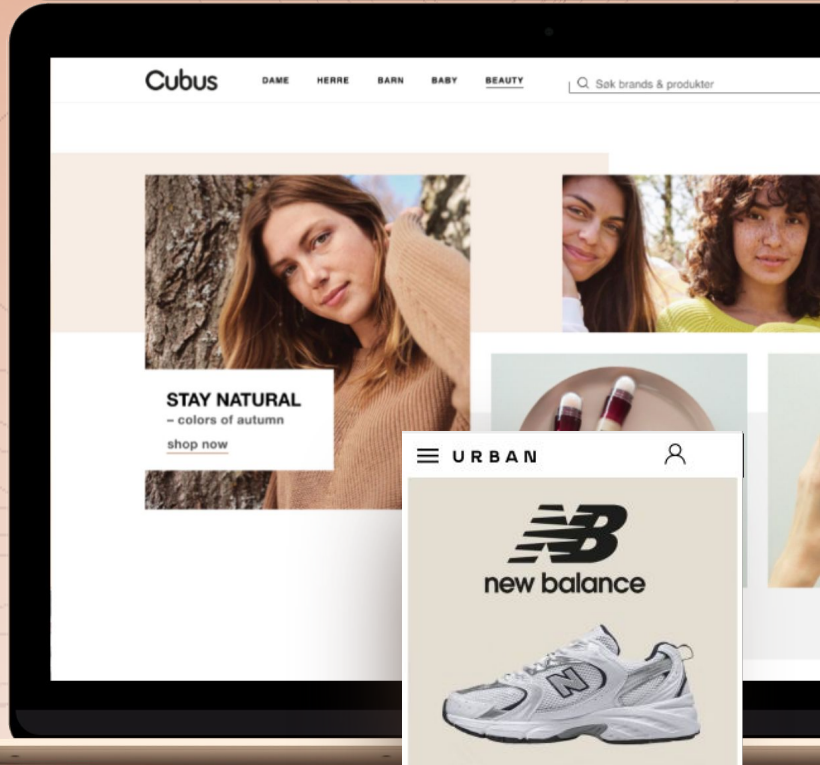 Cubus
DAME HERRE BARN BABY BEAUTY
Søk brands & produkter
STAY NATURAL
– colors of autumn
shop now
URBAN
NB
new balance
N